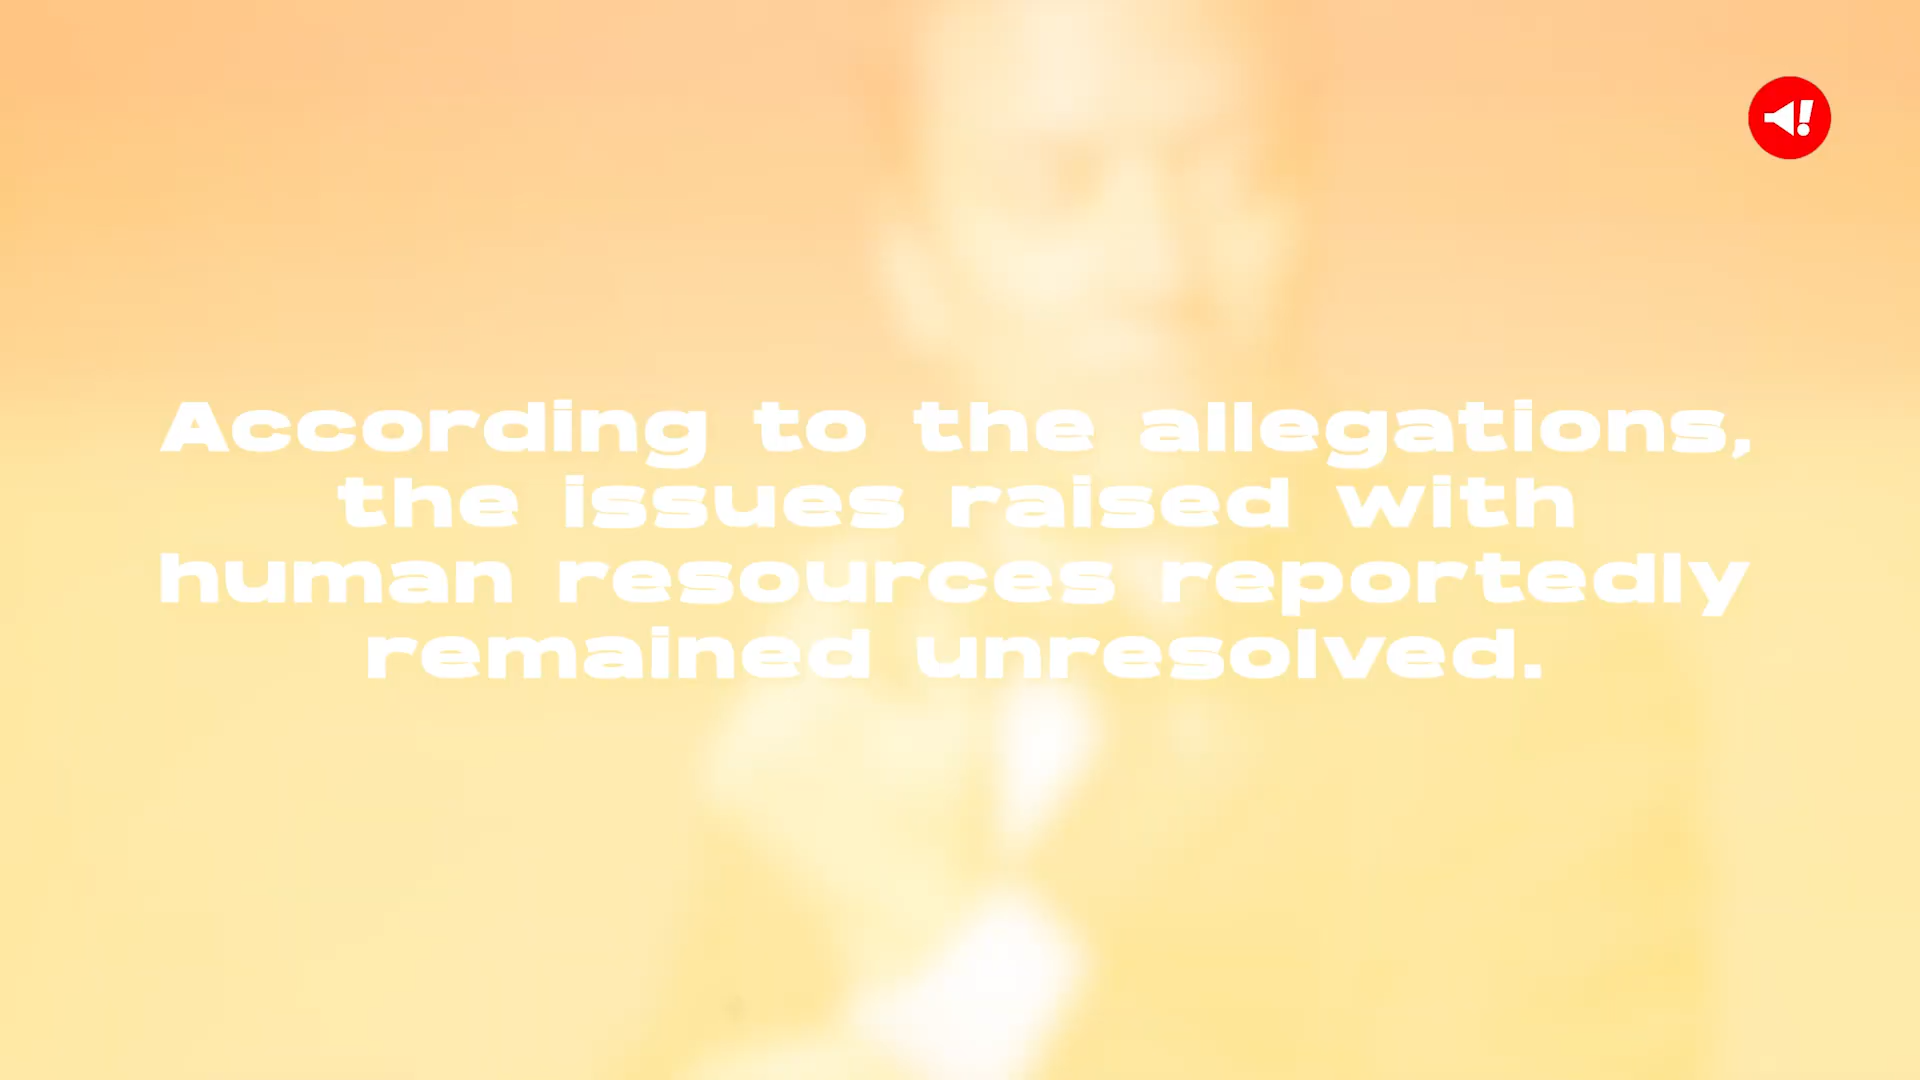 According to the allegations,
the issues raised with
human resources reportedly
remained unresolved.